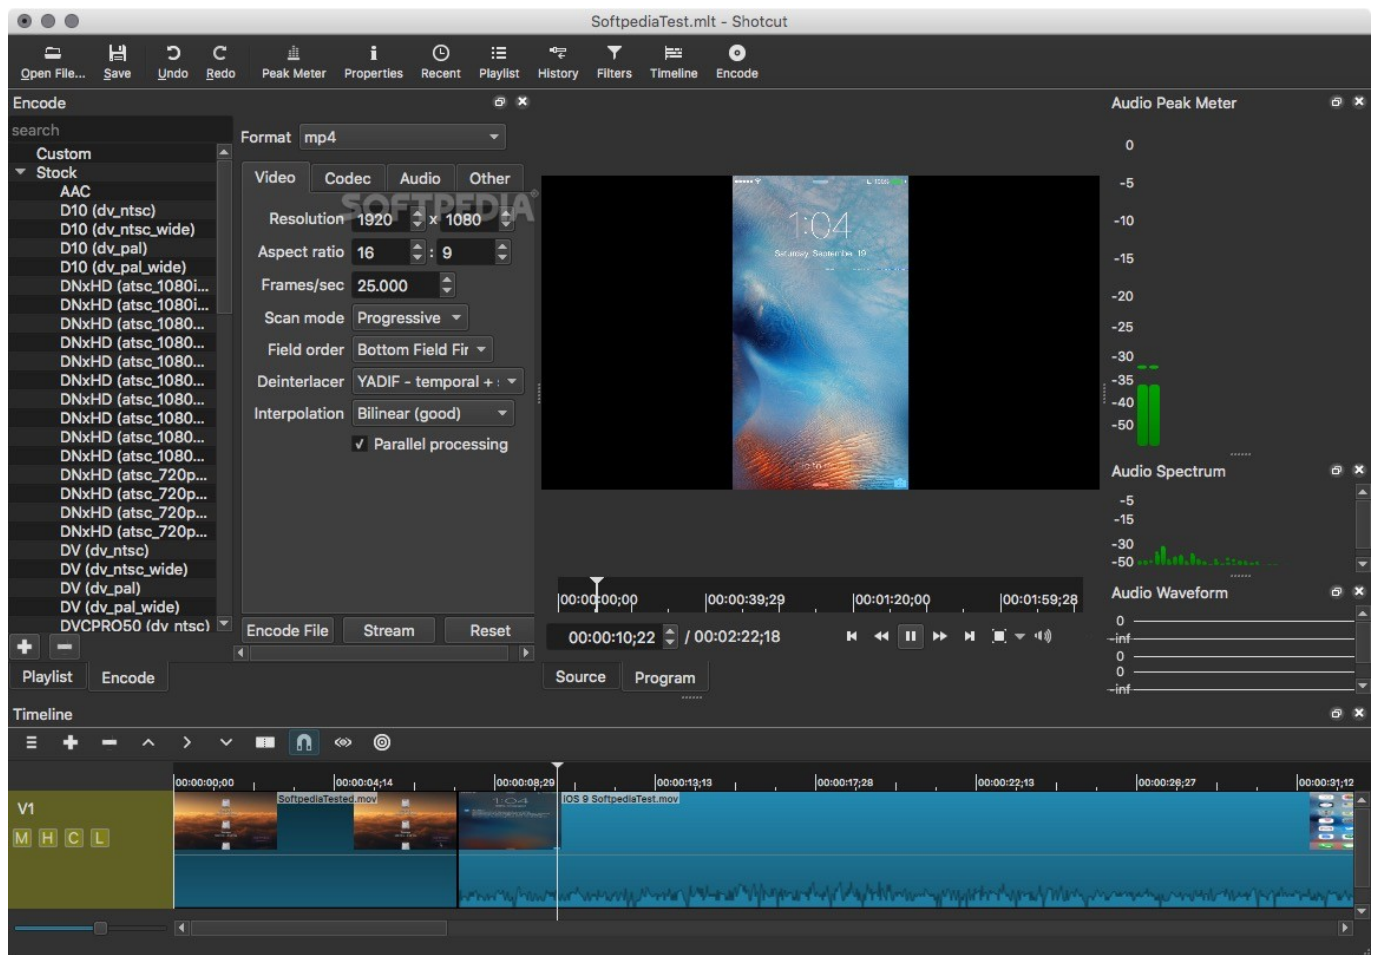 SoftpediaTest.mlt - Shotcut
Open File... Save Undo Redo Peak Meter Properties Recent Playlist History Filters Timeline Encode
Encode
search
Custom
Stock
AAC
D10 (dv_ntsc)
D10 (dv_ntsc_wide)
D10 (dv_pal)
D10 (dv_pal_wide)
DNxHD (atsc_1080i...
DNxHD (atsc_1080i...
DNxHD (atsc_1080...
DNxHD (atsc_1080...
DNxHD (atsc_1080...
DNxHD (atsc_1080...
DNxHD (atsc_1080...
DNxHD (atsc_1080...
DNxHD (atsc_1080...
DNxHD (atsc_1080...
DNxHD (atsc_720p...
DNxHD (atsc_720p...
DNxHD (atsc_720p...
DNxHD (atsc_720p...
DV (dv_ntsc)
DV (dv_ntsc_wide)
DV (dv_pal)
DV (dv_pal_wide)
DVCPRO50 (dv_ntsc)
Playlist Encode
Format mp4
Video Codec Audio Other
SOFTPEDIA®
Resolution 1920 x 1080
Aspect ratio 16 : 9
Frames/sec 25.000
Scan mode Progressive
Field order Bottom Field Fir
Deinterlacer YADIF - temporal +
Interpolation Bilinear (good)
Parallel processing
Encode File Stream Reset
1:04
Saturday, September 19
00:00:00;00 00:00:39;29 00:01:20;00 00:01:59;28
00:00:10;22 / 00:02:22;18
Source Program
Audio Peak Meter
0
-5
-10
-15
-20
-25
-30
-35
-40
-50
Audio Spectrum
-5
-15
-30
-50
Audio Waveform
0
-inf
0
0
-inf
Timeline
00:00:00;00 00:00:04;14 00:00:08;29 00:00:13;13 00:00:17;28 00:00:22;13 00:00:26;27 00:00:31;12
V1
M H C L
SoftpediaTested.mov
1:04
iOS 9 SoftpediaTest.mov